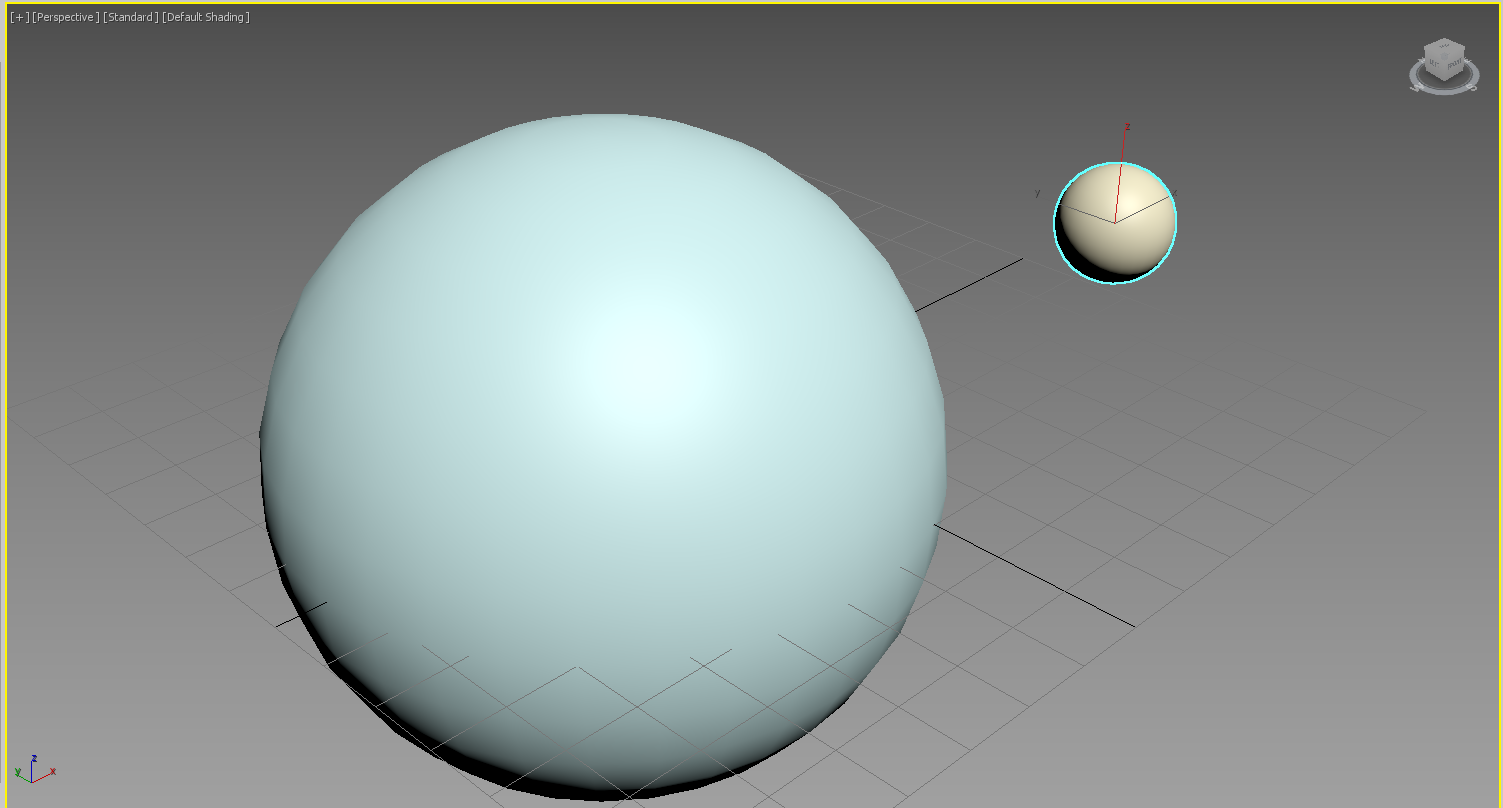 [+] [Perspective] [Standard] [Default Shading]
z
y
x
z
y
x